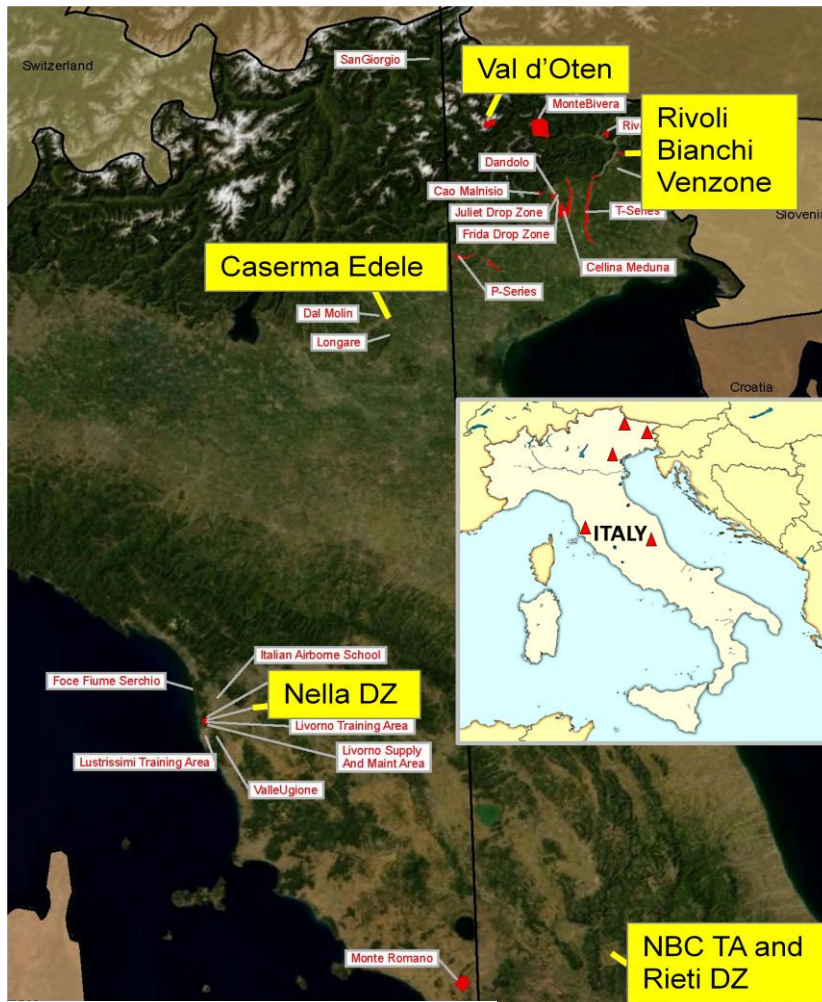 SanGiorgio
Switzerland
Val d'Oten
MonteBivera
Rivoli
Bianchi
Venzone
Dandolo
Cao Malnisio
Juliet Drop Zone
T-Series
Slovenia
Frida Drop Zone
Caserma Edele
Cellina Meduna
P-Series
Dal Molin
Longare
Croatia
ITALY
Italian Airborne School
Foce Fiume Serchio
Nella DZ
Livorno Training Area
Livorno Supply
And Maint Area
Lustrissimi Training Area
ValleUgione
Monte Romano
NBC TA and
Rieti DZ